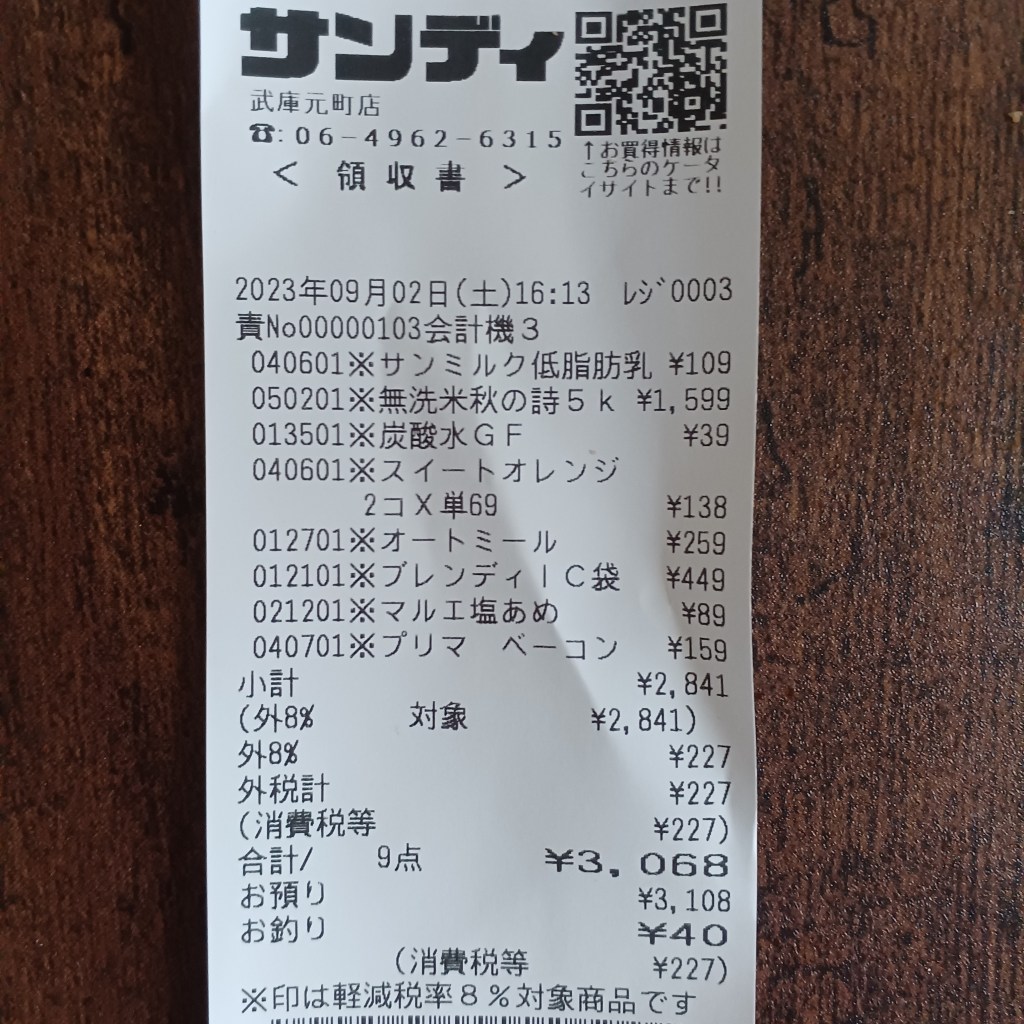 サンディ
武庫元町店
☎:06-4962-6315
↑お買得情報は
こちらのケータ
イサイトまで!!
< 領収書 >
2023年09月02日(土)16:13 ﾚｼﾞ0003
責No00000103会計機3
040601※サンミルク低脂肪乳 ¥109
050201※無洗米秋の詩5k ¥1,599
013501※炭酸水GF ¥39
040601※スイートオレンジ
2コX単69 ¥138
012701※オートミール ¥259
012101※ブレンディIC袋 ¥449
021201※マルエ塩あめ ¥89
040701※プリマ ベーコン ¥159
小計 ¥2,841
(外8% 対象 ¥2,841)
外8% ¥227
外税計 ¥227
(消費税等 ¥227)
合計/ 9点 ¥3,068
お預り ¥3,108
お釣り ¥40
(消費税等 ¥227)
※印は軽減税率8%対象商品です